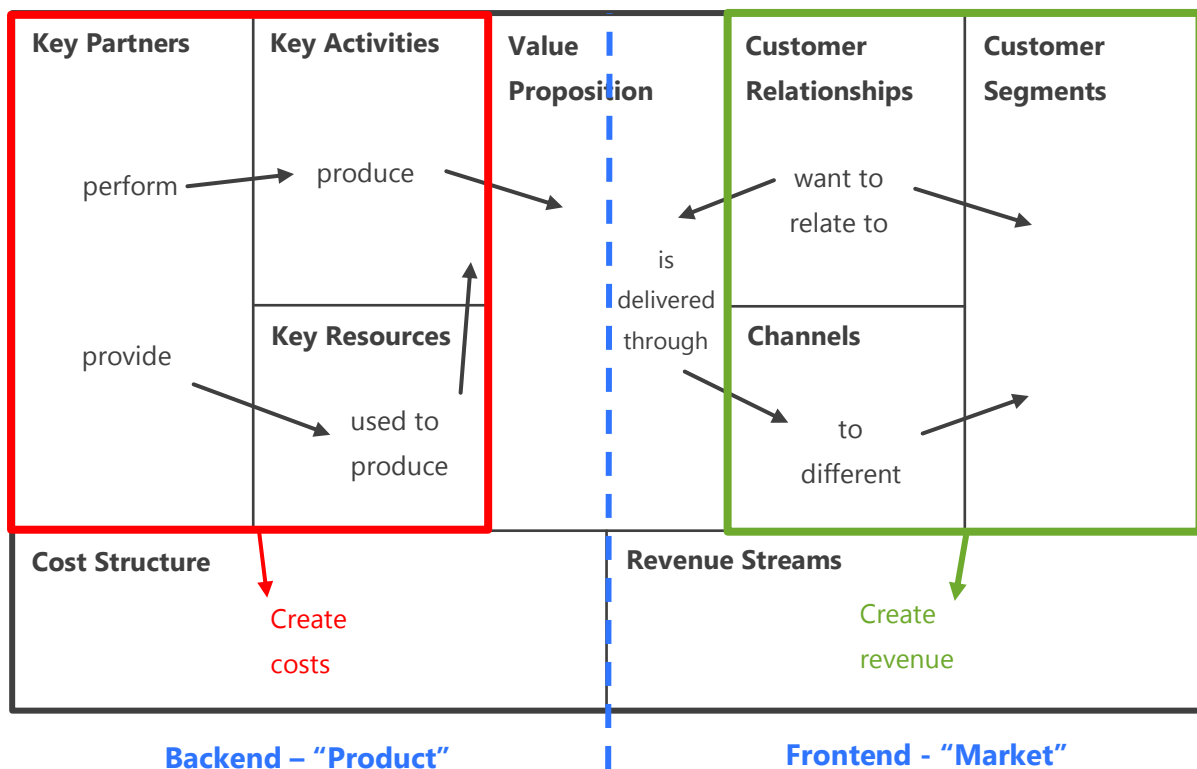 Key Partners
Key Activities
Value
Proposition
Customer
Relationships
Customer
Segments
perform
produce
want to
relate to
is
delivered
through
provide
Key Resources
used to
produce
Channels
to
different
Cost Structure
Create
costs
Revenue Streams
Create
revenue
Backend – “Product”
Frontend - “Market”